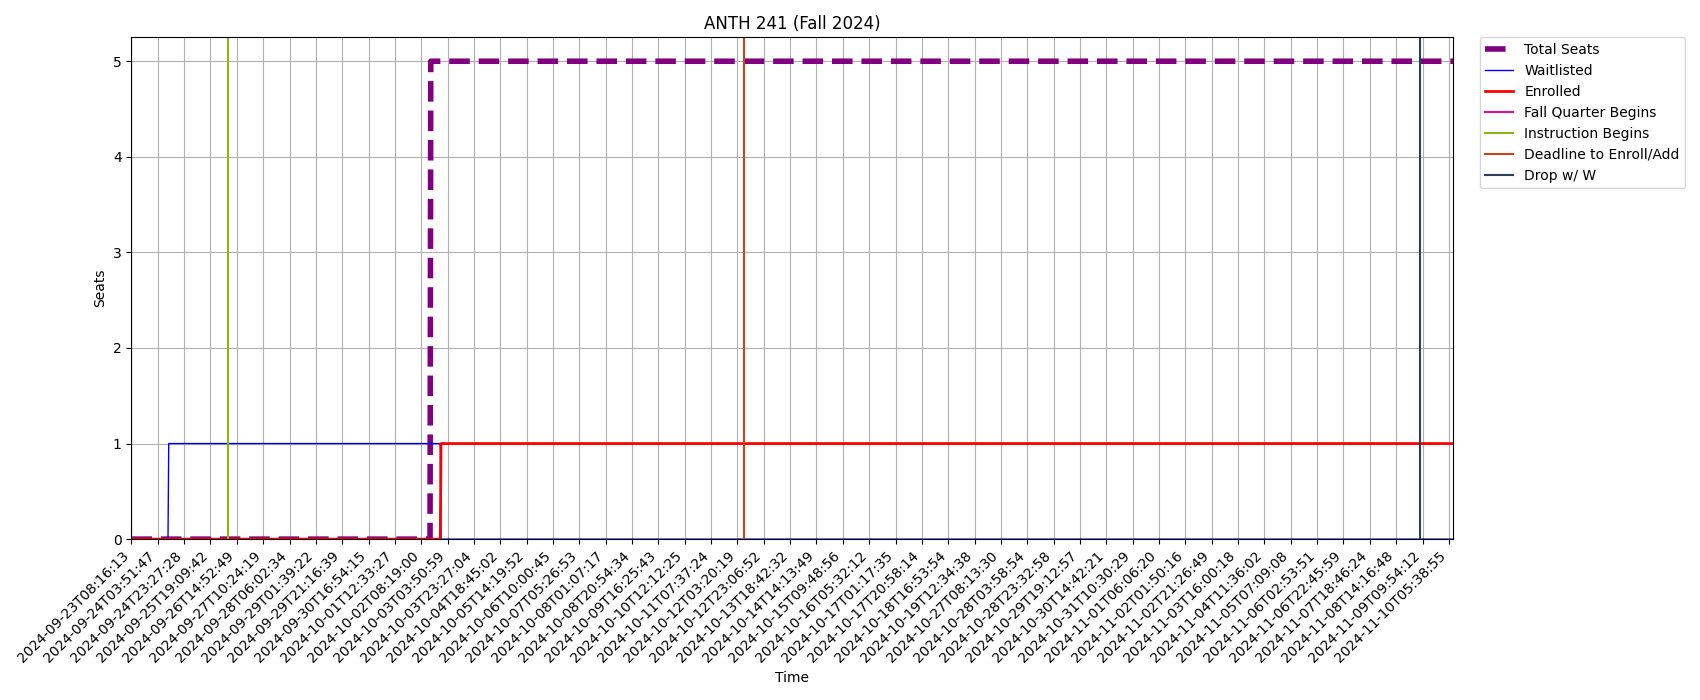 ANTH 241 (Fall 2024)
5
4
3
2
1
0
Seats
Total Seats
Waitlisted
Enrolled
Fall Quarter Begins
Instruction Begins
Deadline to Enroll/Add
Drop w/ W
2024-09-23T08:16:13
2024-09-24T03:51:47
2024-09-24T23:27:28
2024-09-25T19:09:42
2024-09-26T14:52:49
2024-09-27T10:24:19
2024-09-28T06:02:34
2024-09-29T01:39:22
2024-09-29T21:16:39
2024-09-30T16:54:15
2024-10-01T12:33:27
2024-10-02T08:19:00
2024-10-03T03:50:59
2024-10-03T23:27:04
2024-10-04T18:45:02
2024-10-05T14:19:52
2024-10-06T10:00:45
2024-10-07T05:26:53
2024-10-08T01:07:17
2024-10-08T20:54:34
2024-10-09T16:25:43
2024-10-10T12:12:25
2024-10-11T07:37:24
2024-10-12T03:20:19
2024-10-12T23:06:52
2024-10-13T18:42:32
2024-10-14T14:13:49
2024-10-15T09:48:56
2024-10-16T05:32:12
2024-10-17T01:17:35
2024-10-17T20:58:14
2024-10-18T16:53:54
2024-10-19T12:34:38
2024-10-27T08:13:30
2024-10-28T03:58:54
2024-10-28T23:32:58
2024-10-29T19:12:57
2024-10-30T14:42:21
2024-10-31T10:30:29
2024-11-01T06:06:20
2024-11-02T01:50:16
2024-11-02T21:26:49
2024-11-03T16:00:18
2024-11-04T11:36:02
2024-11-05T07:09:08
2024-11-06T02:53:51
2024-11-06T22:45:59
2024-11-07T18:46:24
2024-11-08T14:16:48
2024-11-09T09:54:12
2024-11-10T05:38:55
Time